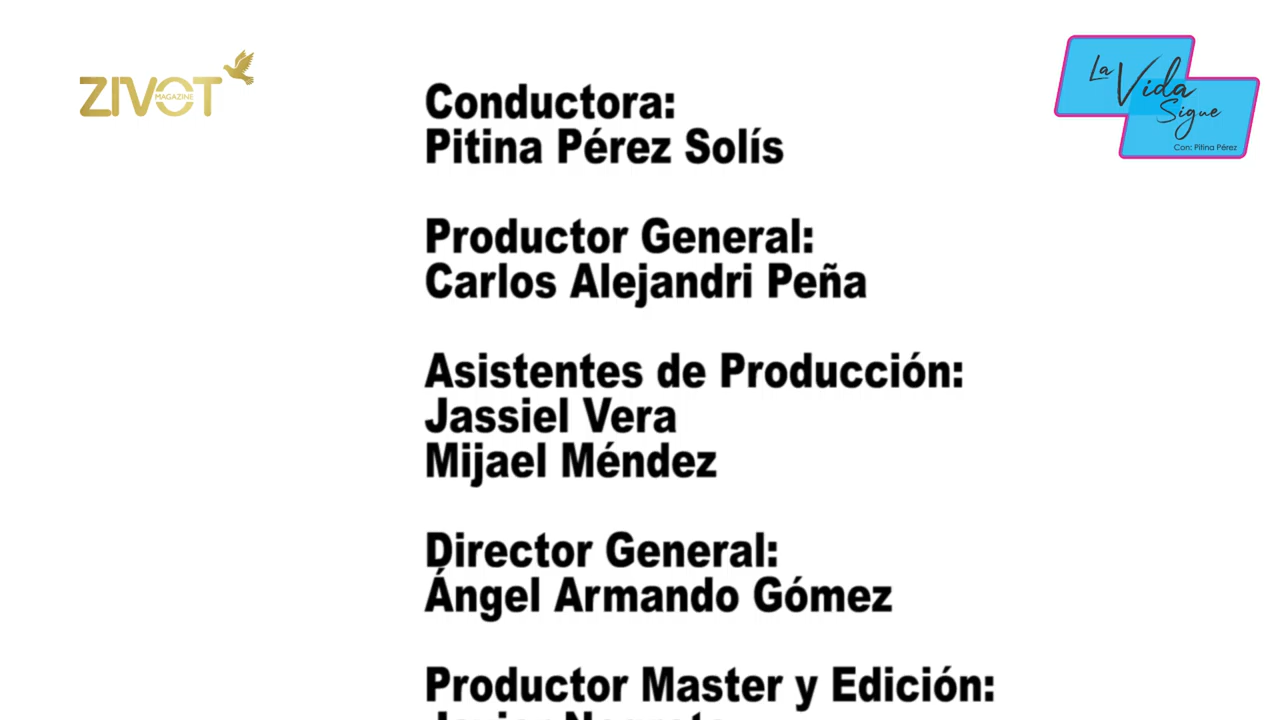 ZIVOT
MAGAZINE
La
Vida
Sigue
Con: Pitina Pérez
Conductora:
Pitina Pérez Solís
Productor General:
Carlos Alejandri Peña
Asistentes de Producción:
Jassiel Vera
Mijael Méndez
Director General:
Ángel Armando Gómez
Productor Master y Edición: